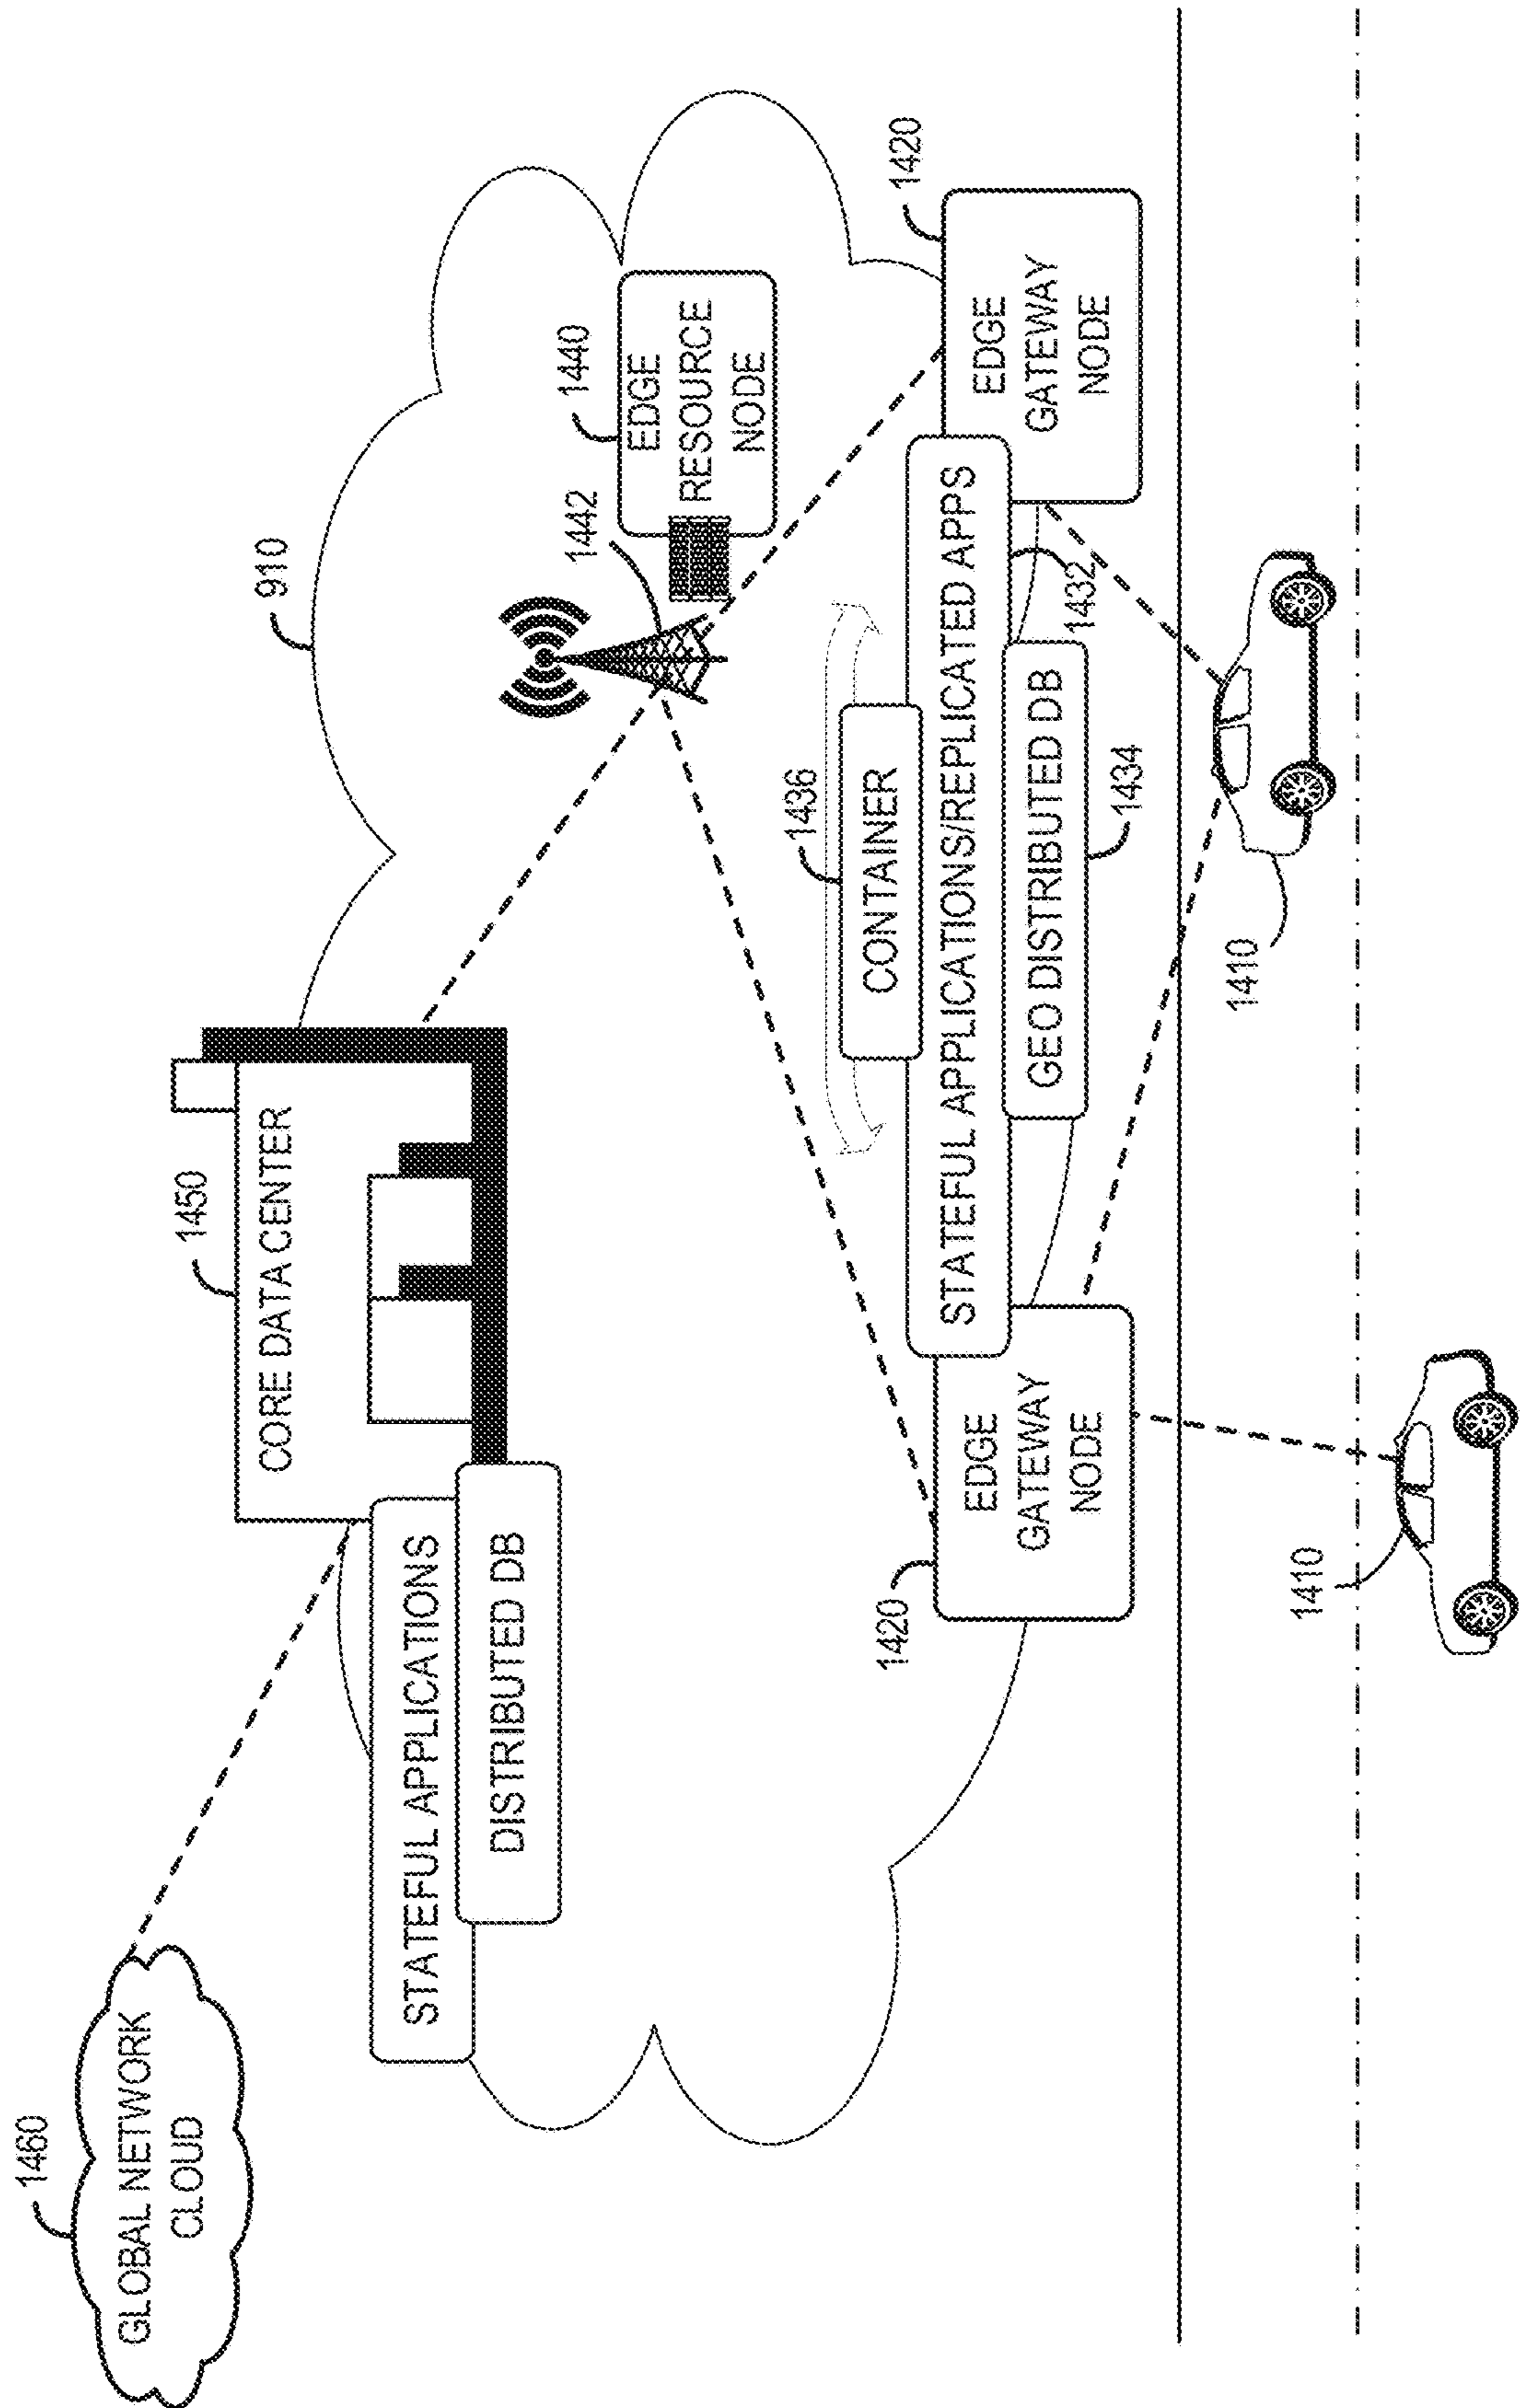 1460
GLOBAL NETWORK
CLOUD
1450
CORE DATA CENTER
STATEFUL APPLICATIONS
DISTRIBUTED DB
910
1442
1440
EDGE
RESOURCE
NODE
1420
EDGE
GATEWAY
NODE
1436
CONTAINER
STATEFUL APPLICATIONS/REPLICATED APPS
1432
GEO DISTRIBUTED DB
1434
1420
EDGE
GATEWAY
NODE
1410
1410